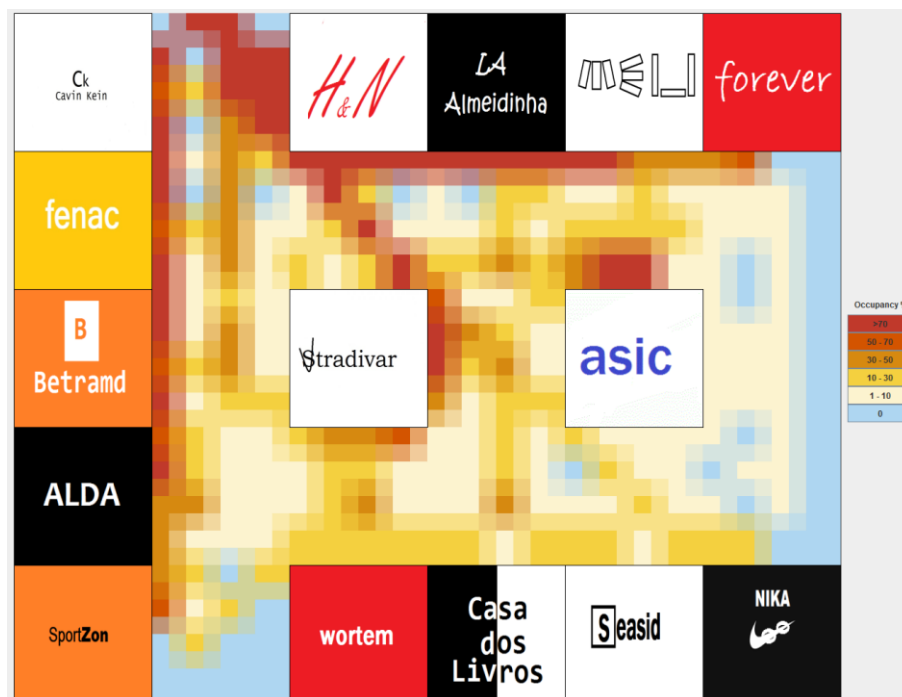 Ck
Cavin Kein
H&N
LA
Almeidinha
forever
fenac
B
Betramd
Stradivar
asic
Occupancy
>70
50 - 70
30 - 50
10 - 30
1 - 10
0
ALDA
SportZon
wortem
Casa
dos
Livros
Seasid
NIKA